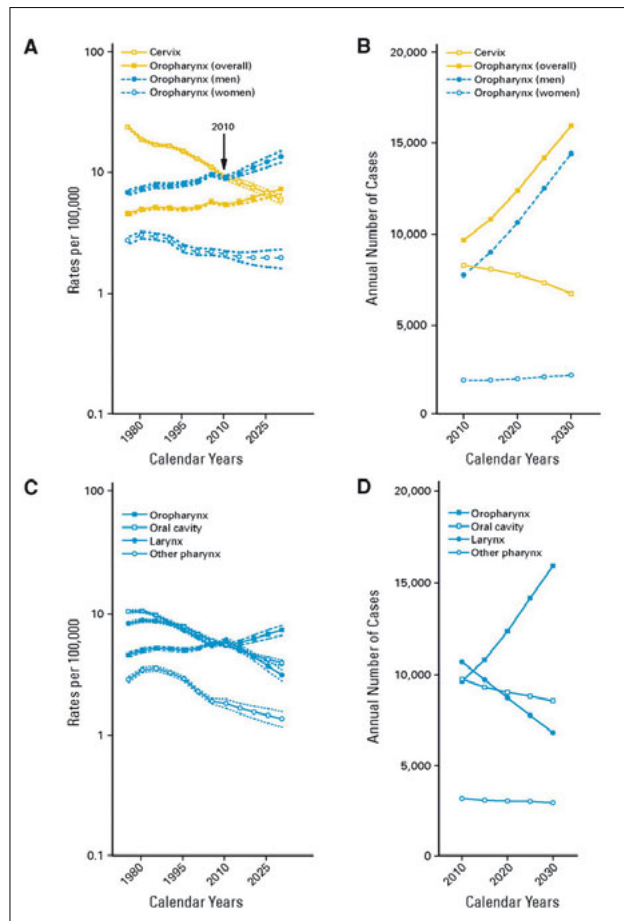 A
100
10
1
0.1
Rates per 100,000
Cervix
Oropharynx (overall)
Oropharynx (men)
Oropharynx (women)
2010
1980
1995
2010
2025
Calendar Years
B
20,000
15,000
10,000
5,000
0
Annual Number of Cases
Cervix
Oropharynx (overall)
Oropharynx (men)
Oropharynx (women)
2010
2020
2030
Calendar Years
C
100
10
1
0.1
Rates per 100,000
Oropharynx
Oral cavity
Larynx
Other pharynx
1980
1995
2010
2025
Calendar Years
D
20,000
15,000
10,000
5,000
0
Annual Number of Cases
Oropharynx
Oral cavity
Larynx
Other pharynx
2010
2020
2030
Calendar Years